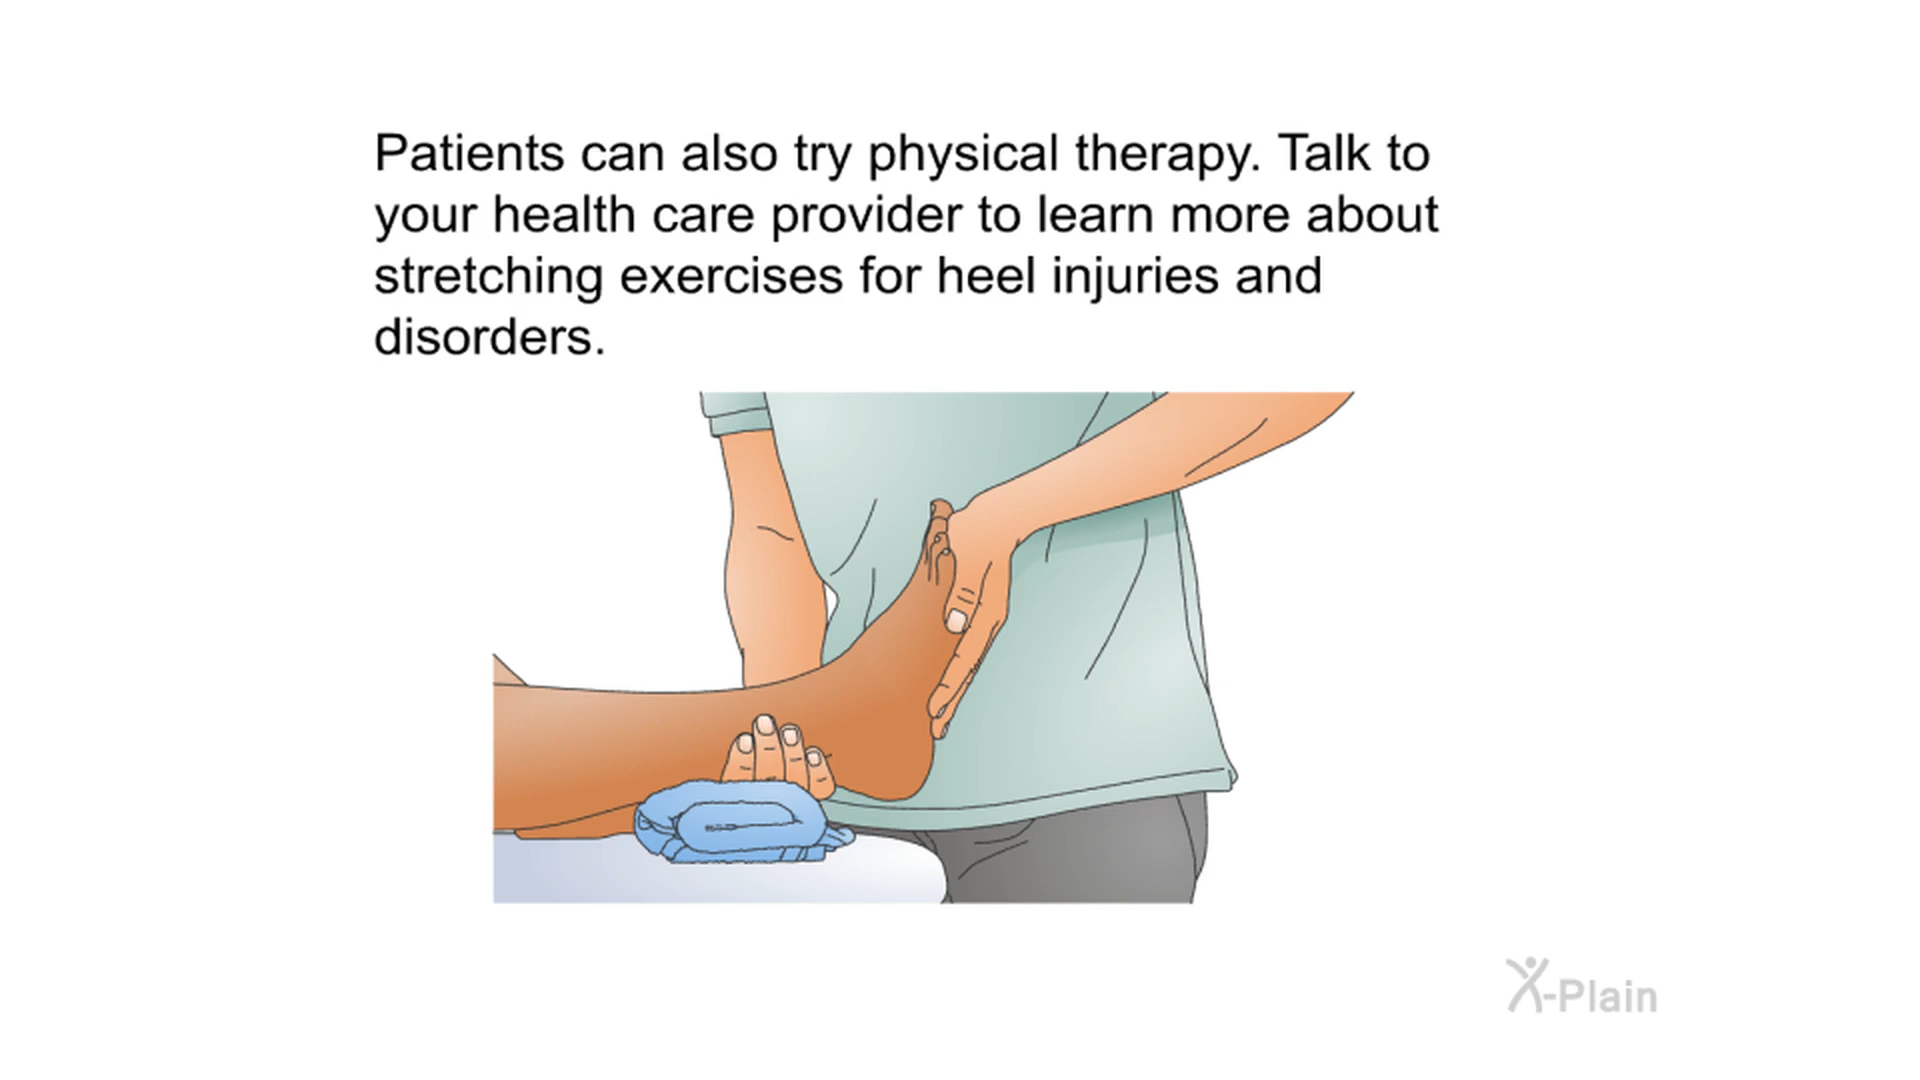 Patients can also try physical therapy. Talk to
your health care provider to learn more about
stretching exercises for heel injuries and
disorders.
X-Plain